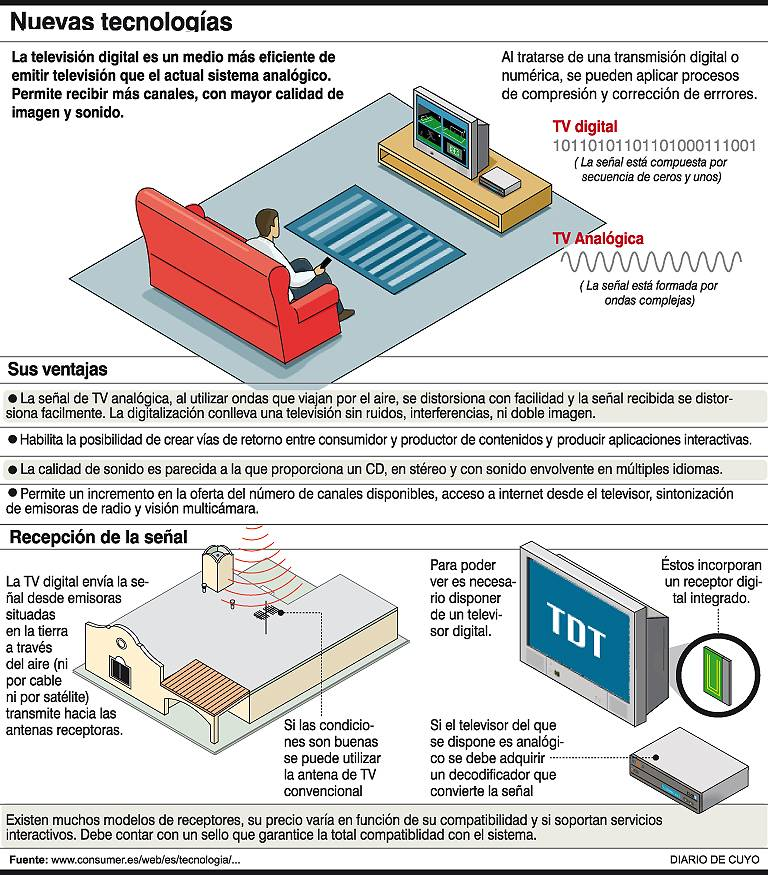 Nuevas tecnologías
La televisión digital es un medio más eficiente de
emitir televisión que el actual sistema analógico.
Permite recibir más canales, con mayor calidad de
imagen y sonido.
Al tratarse de una transmisión digital o
numérica, se pueden aplicar procesos
de compresión y corrección de errrores.
TV digital
1011010110110100011​1001
( La señal está compuesta por
secuencia de ceros y unos)
TV Analógica
( La señal está formada por
ondas complejas)
Sus ventajas
● La señal de TV analógica, al utilizar ondas que viajan por el aire, se distorsiona con facilidad y la señal recibida se distor-
siona facilmente. La digitalización conlleva una televisión sin ruidos, interferencias, ni doble imagen.
● Habilita la posibilidad de crear vías de retorno entre consumidor y productor de contenidos y producir aplicaciones interactivas.
● La calidad de sonido es parecida a la que proporciona un CD, en stéreo y con sonido envolvente en múltiples idiomas.
● Permite un incremento en la oferta del número de canales disponibles, acceso a internet desde el televisor, sintonización
de emisoras de radio y visión multicámara.
Recepción de la señal
La TV digital envía la se-
ñal desde emisoras
situadas
en la tierra
a través
del aire (ni
por cable
ni por satélite)
transmite hacia las
antenas receptoras.
Si las condicio-
nes son buenas
se puede utilizar
la antena de TV
convencional
Para poder
ver es necesa-
rio disponer
de un televi-
sor digital.
TDT
Éstos incorporan
un receptor digi-
tal integrado.
Si el televisor del que
se dispone es analógi-
co se debe adquirir
un decodificador que
convierte la señal
Existen muchos modelos de receptores, su precio varía en función de su compatibilidad y si soportan servicios
interactivos. Debe contar con un sello que garantice la total compatiblidad con el sistema.
Fuente: www.consumer.es/web/es/tecnologia/...
DIARIO DE CUYO